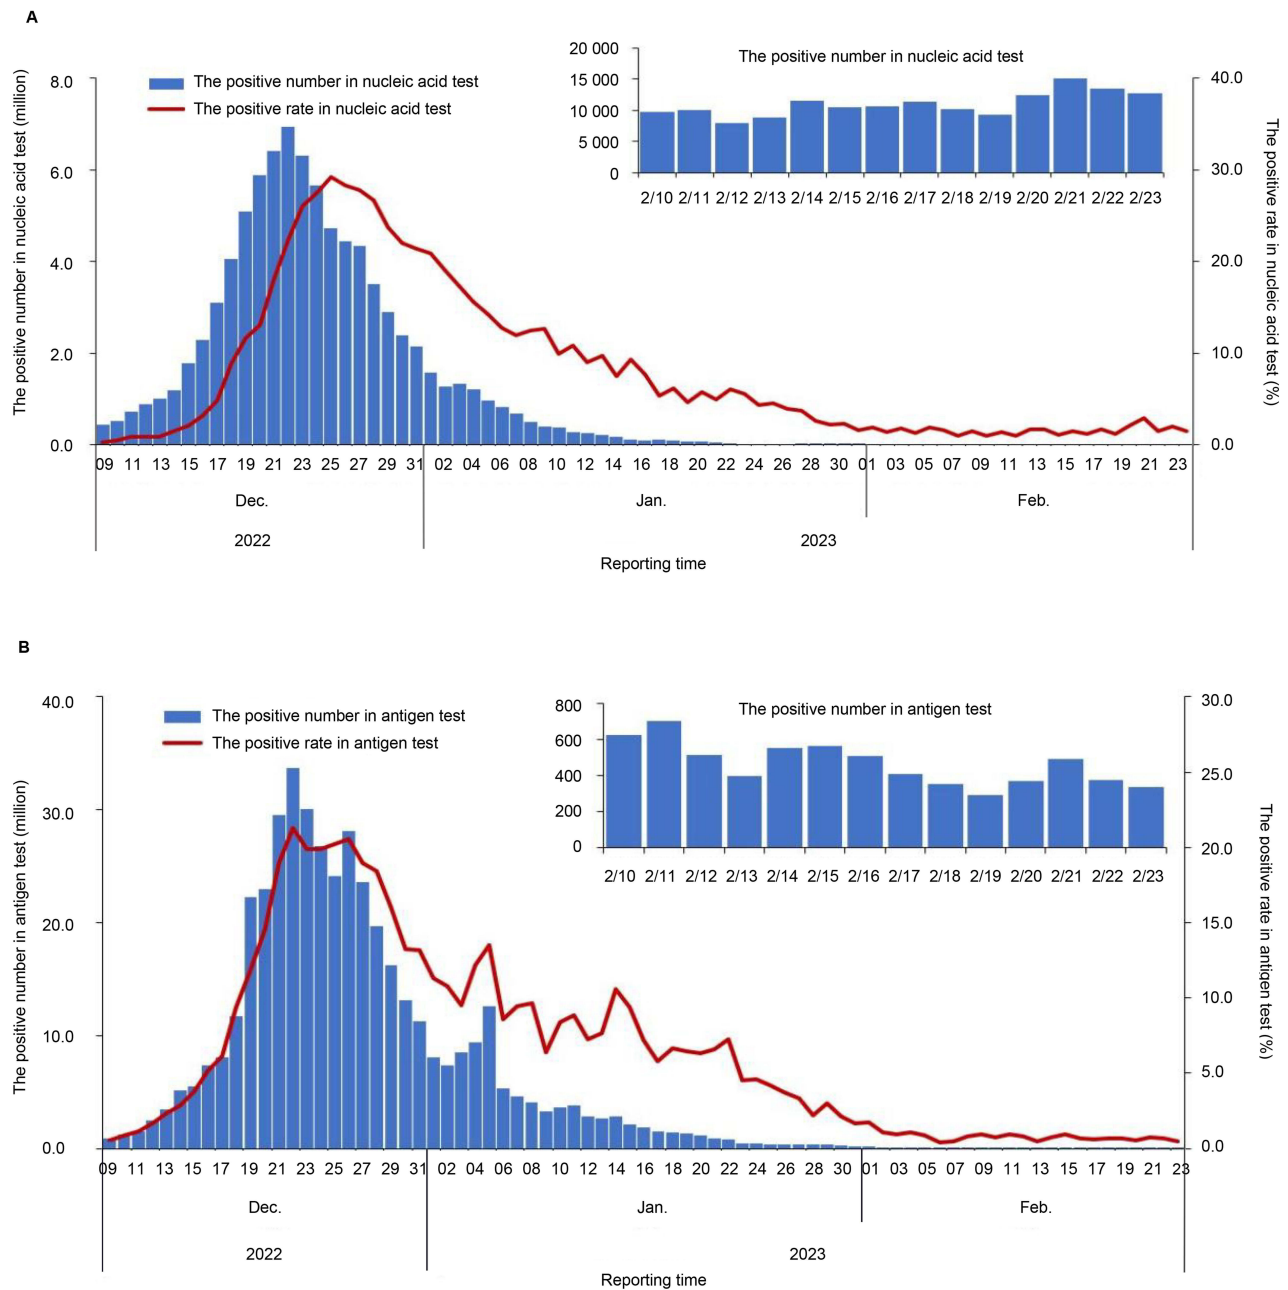 A
The positive number in nucleic acid test (million)
8.0
6.0
4.0
2.0
0.0
The positive number in nucleic acid test
The positive rate in nucleic acid test
The positive number in nucleic acid test
20 000
15 000
10 000
5 000
0
2/10 2/11 2/12 2/13 2/14 2/15 2/16 2/17 2/18 2/19 2/20 2/21 2/22 2/23
40.0
30.0
20.0
10.0
0.0
The positive rate in nucleic acid test (%)
09 11 13 15 17 19 21 23 25 27 29 31 02 04 06 08 10 12 14 16 18 20 22 24 26 28 30 01 03 05 07 09 11 13 15 17 19 21 23
Dec. Jan. Feb.
2022 2023
Reporting time
B
The positive number in antigen test (million)
40.0
30.0
20.0
10.0
0.0
The positive number in antigen test
The positive rate in antigen test
The positive number in antigen test
800
600
400
200
0
2/10 2/11 2/12 2/13 2/14 2/15 2/16 2/17 2/18 2/19 2/20 2/21 2/22 2/23
30.0
25.0
20.0
15.0
10.0
5.0
0.0
The positive rate in antigen test (%)
09 11 13 15 17 19 21 23 25 27 29 31 02 04 06 08 10 12 14 16 18 20 22 24 26 28 30 01 03 05 07 09 11 13 15 17 19 21 23
Dec. Jan. Feb.
2022 2023
Reporting time